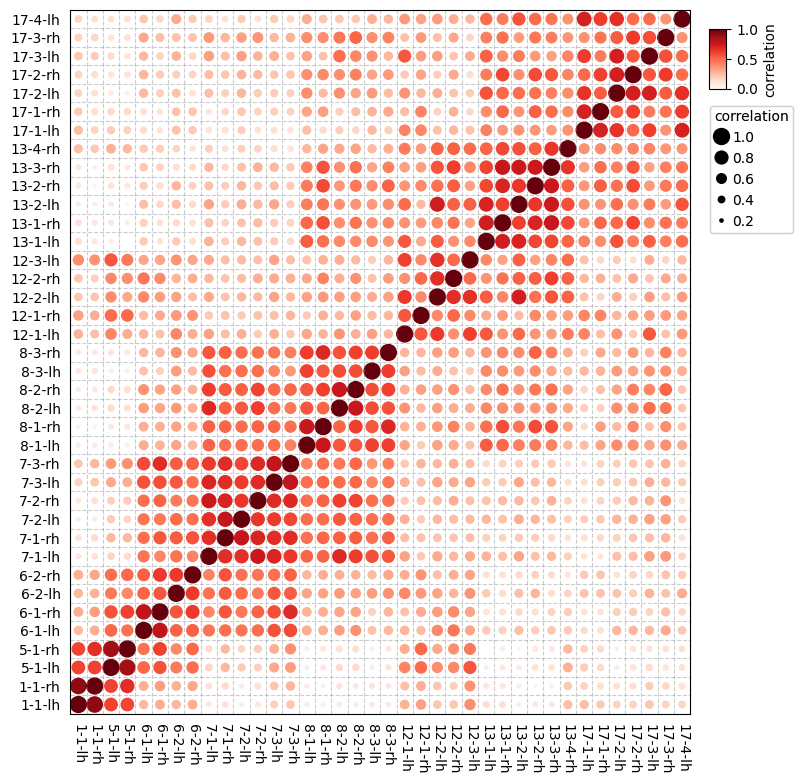 17-4-lh
17-3-rh
17-3-lh
17-2-rh
17-2-lh
17-1-rh
17-1-lh
13-4-rh
13-3-rh
13-2-rh
13-2-lh
13-1-rh
13-1-lh
12-3-lh
12-2-rh
12-2-lh
12-1-rh
12-1-lh
8-3-rh
8-3-lh
8-2-rh
8-2-lh
8-1-rh
8-1-lh
7-3-rh
7-3-lh
7-2-rh
7-2-lh
7-1-rh
7-1-lh
6-2-rh
6-2-lh
6-1-rh
6-1-lh
5-1-rh
5-1-lh
1-1-rh
1-1-lh
1-1-lh
1-1-rh
5-1-lh
5-1-rh
6-1-lh
6-1-rh
6-2-lh
6-2-rh
7-1-lh
7-1-rh
7-2-lh
7-2-rh
7-3-lh
7-3-rh
8-1-lh
8-1-rh
8-2-lh
8-2-rh
8-3-lh
8-3-rh
12-1-lh
12-1-rh
12-2-lh
12-2-rh
12-3-lh
13-1-lh
13-1-rh
13-2-lh
13-2-rh
13-3-rh
13-4-rh
17-1-lh
17-1-rh
17-2-lh
17-2-rh
17-3-lh
17-3-rh
17-4-lh
1.0
0.5
0.0
correlation
correlation
1.0
0.8
0.6
0.4
0.2